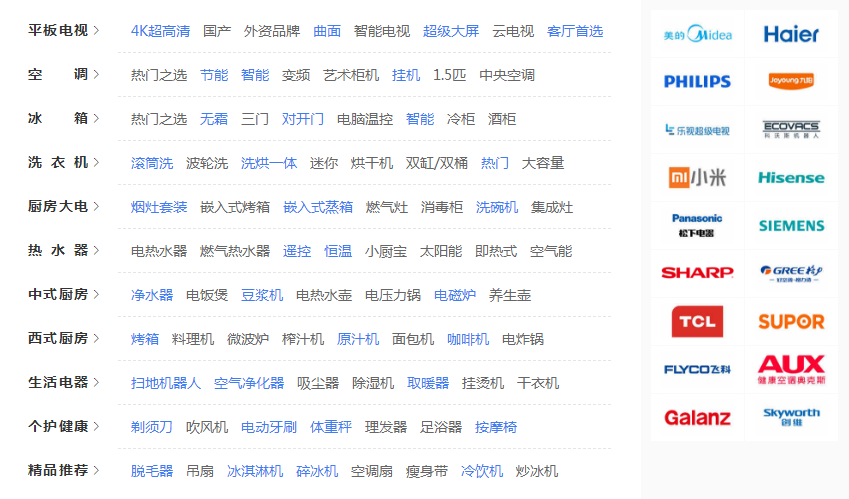 平板电视 > 4K超高清 国产 外资品牌 曲面 智能电视 超级大屏 云电视 客厅首选
空 调 > 热门之选 节能 智能 变频 艺术柜机 挂机 1.5匹 中央空调
冰 箱 > 热门之选 无霜 三门 对开门 电脑温控 智能 冷柜 酒柜
洗 衣 机 > 滚筒洗 波轮洗 洗烘一体 迷你 烘干机 双缸/双桶 热门 大容量
厨房大电 > 烟灶套装 嵌入式烤箱 嵌入式蒸箱 燃气灶 消毒柜 洗碗机 集成灶
热 水 器 > 电热水器 燃气热水器 遥控 恒温 小厨宝 太阳能 即热式 空气能
中式厨房 > 净水器 电饭煲 豆浆机 电热水壶 电压力锅 电磁炉 养生壶
西式厨房 > 烤箱 料理机 微波炉 榨汁机 原汁机 面包机 咖啡机 电炸锅
生活电器 > 扫地机器人 空气净化器 吸尘器 除湿机 取暖器 挂烫机 干衣机
个护健康 > 剃须刀 吹风机 电动牙刷 体重秤 理发器 足浴器 按摩椅
精品推荐 > 脱毛器 吊扇 冰淇淋机 碎冰机 空调扇 瘦身带 冷饮机 炒冰机
美的 Midea Haier
PHILIPS Joyoung九阳
乐视超级电视 ECOVACS
科沃斯机器人
小米 Hisense
Panasonic
松下电器 SIEMENS
SHARP GREE格力
TCL SUPOR
FLYCO飞科 AUX
健康空调奥克斯
Galanz Skyworth
创维